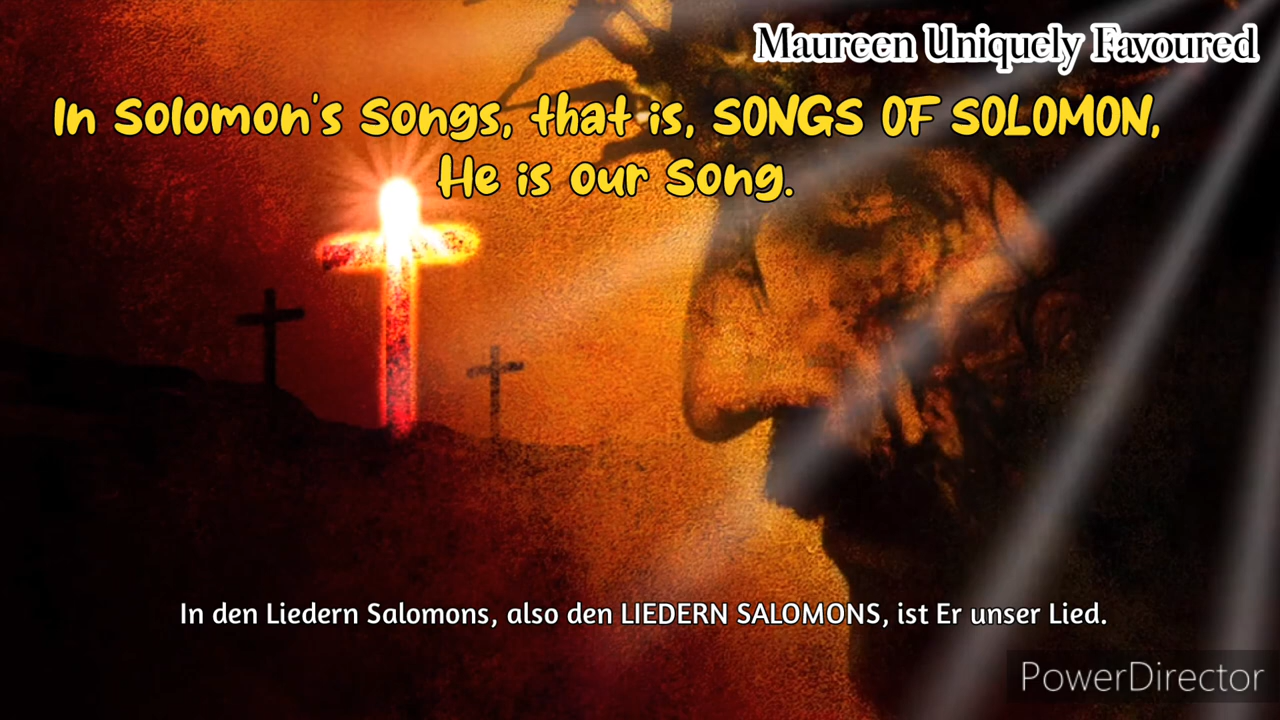 Maureen Uniquely Favoured
In Solomon's Songs, that is, SONGS OF SOLOMON,
He is our Song.
In den Liedern Salomons, also den LIEDERN SALOMONS, ist Er unser Lied.
PowerDirector